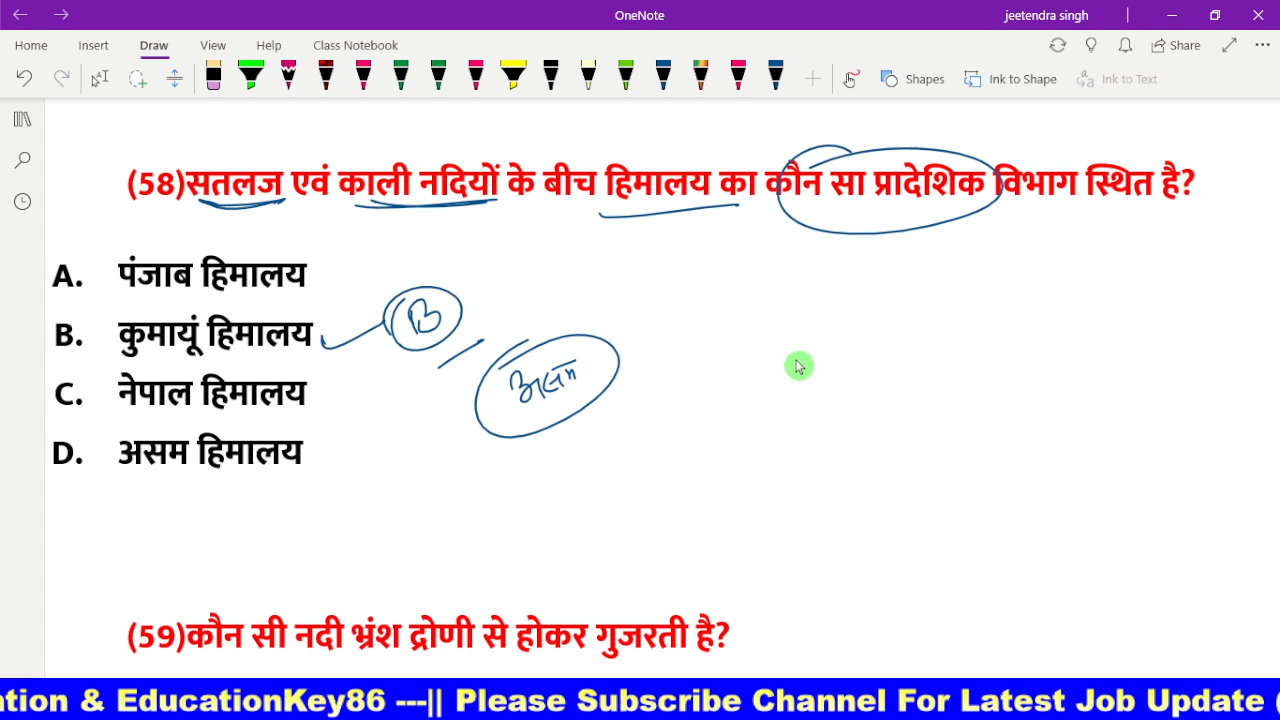 OneNote
jeetendra singh
Home Insert Draw View Help Class Notebook
Share
Shapes Ink to Shape Ink to Text
(58)सतलज एवं काली नदियों के बीच हिमालय का कौन सा प्रादेशिक विभाग स्थित है?
A. पंजाब हिमालय
B. कुमायूं हिमालय
B
C. नेपाल हिमालय
D. असम हिमालय
(59)कौन सी नदी भ्रंश द्रोणी से होकर गुजरती है?
ntion & EducationKey86 ---|| Please Subscribe Channel For Latest Job Update (